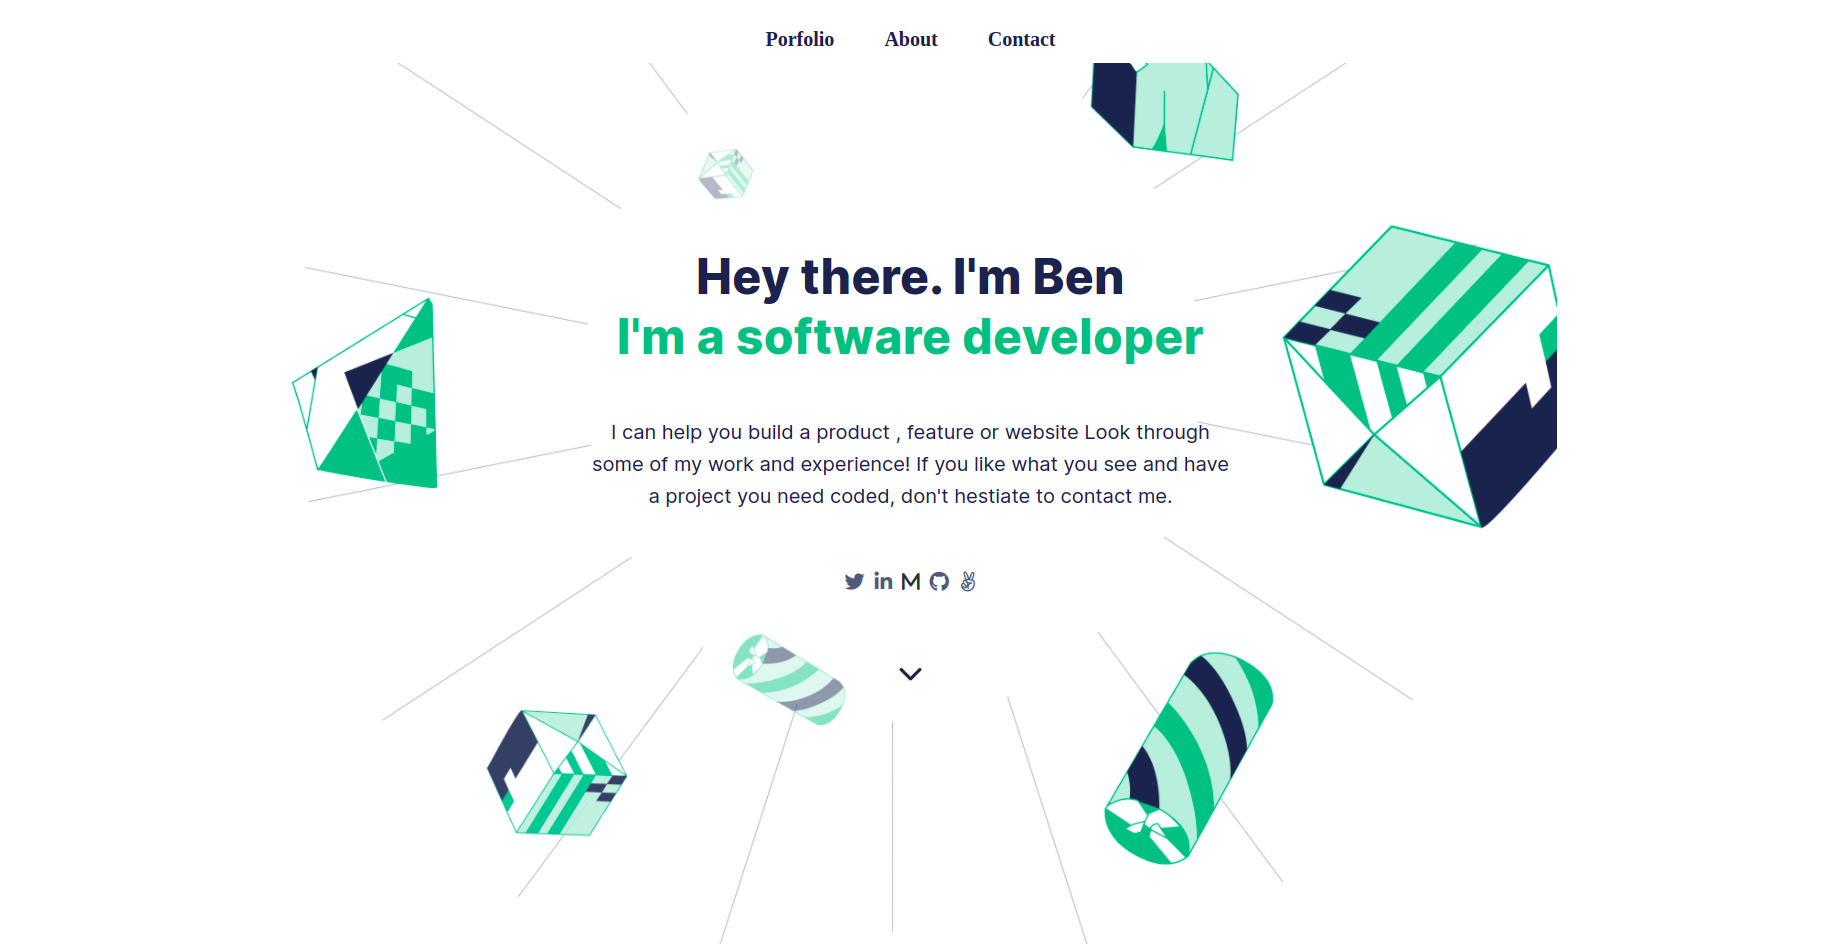 Porfolio About Contact
Hey there. I'm Ben
I'm a software developer
I can help you build a product , feature or website Look through
some of my work and experience! If you like what you see and have
a project you need coded, don't hestiate to contact me.